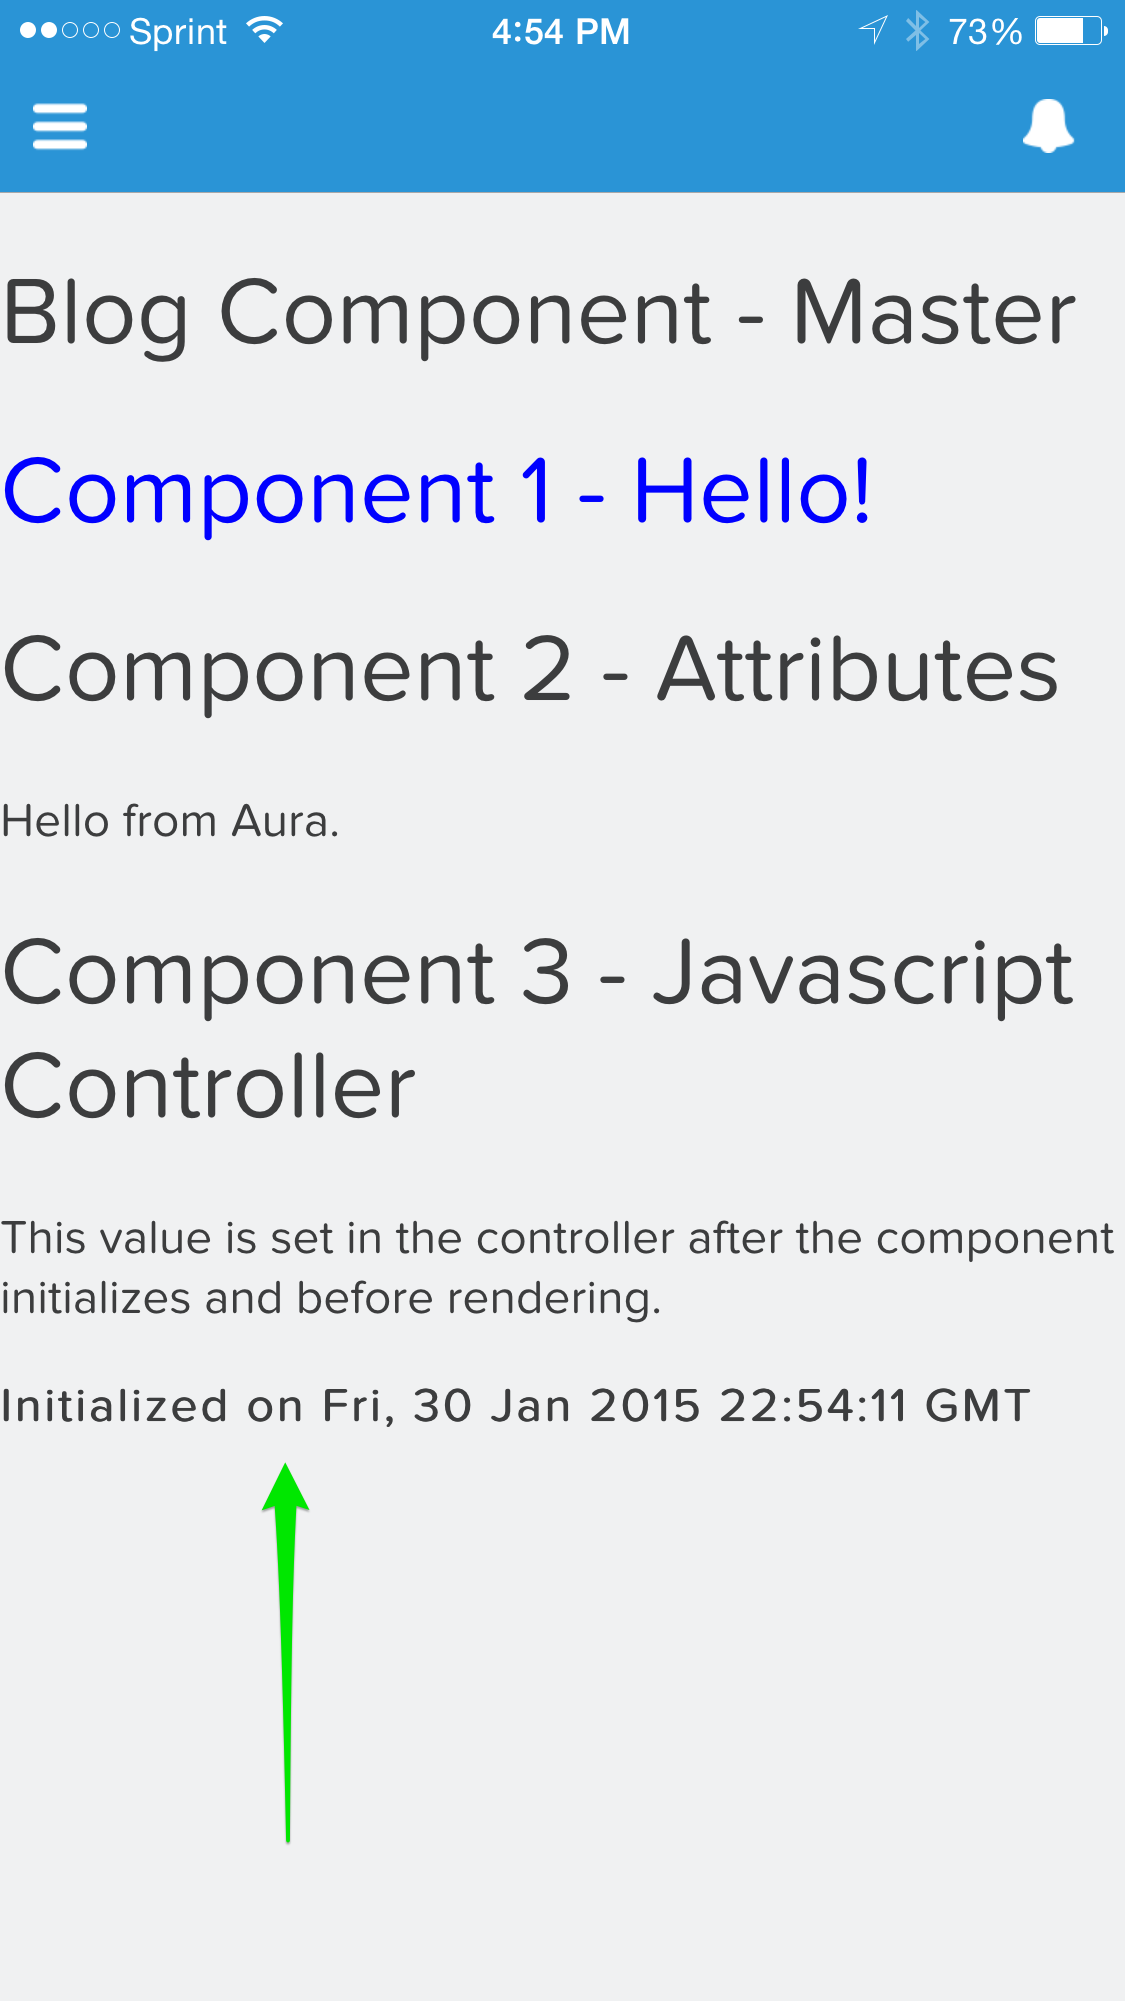 Sprint 4:54 PM 73%
Blog Component - Master
Component 1 - Hello!
Component 2 - Attributes
Hello from Aura.
Component 3 - Javascript
Controller
This value is set in the controller after the component
initializes and before rendering.
Initialized on Fri, 30 Jan 2015 22:54:11 GMT